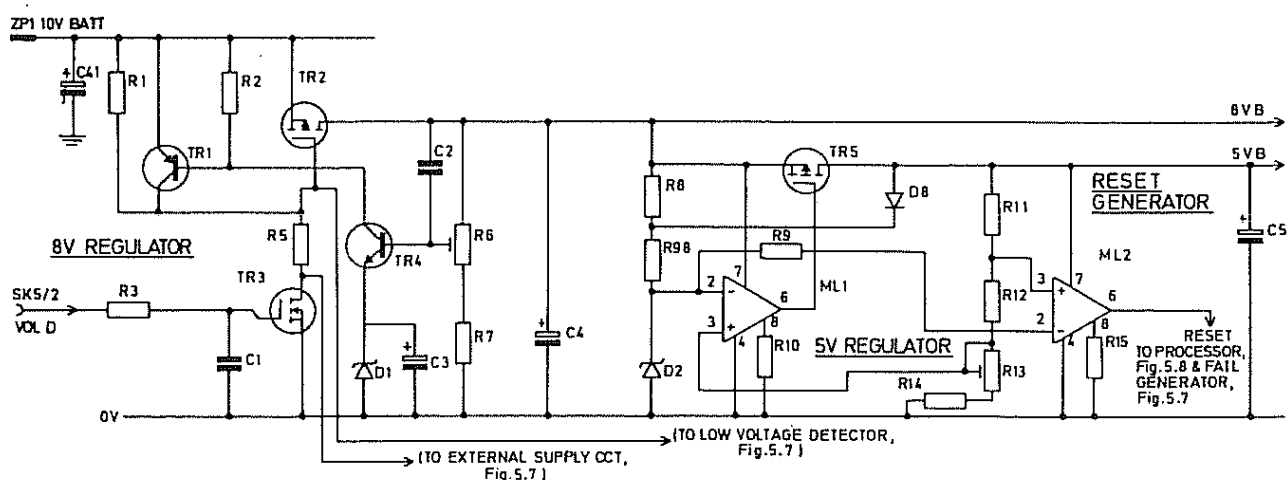 ZP1 10V BATT
C41
R1
R2
TR2
TR1
C2
8V B
TR5
5V B
R8
D8
R11
RESET
GENERATOR
C5
8V REGULATOR
R5
TR4
R6
R98
R9
ML2
TR3
2
7
6
ML1
3
7
6
R12
SK5/2
VOL D
R3
C4
3
8
4
R10
5V REGULATOR
2
8
4
R15
RESET
TO PROCESSOR,
Fig.5.8 & FAIL
GENERATOR,
Fig.5.7
C1
D1
C3
R7
D2
R14
R13
0V
(TO LOW VOLTAGE DETECTOR,
Fig.5.7)
(TO EXTERNAL SUPPLY CCT,
Fig.5.7)